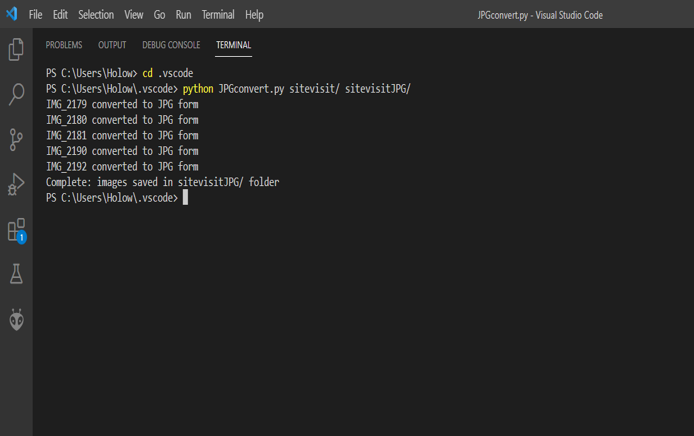 File Edit Selection View Go Run Terminal Help JPGconvert.py - Visual Studio Code
PROBLEMS OUTPUT DEBUG CONSOLE TERMINAL
PS C:\Users\Holow> cd .vscode
PS C:\Users\Holow\.vscode> python JPGconvert.py sitevisit/ sitevisitJPG/
IMG_2179 converted to JPG form
IMG_2180 converted to JPG form
IMG_2181 converted to JPG form
IMG_2190 converted to JPG form
IMG_2192 converted to JPG form
Complete: images saved in sitevisitJPG/ folder
PS C:\Users\Holow\.vscode>
1